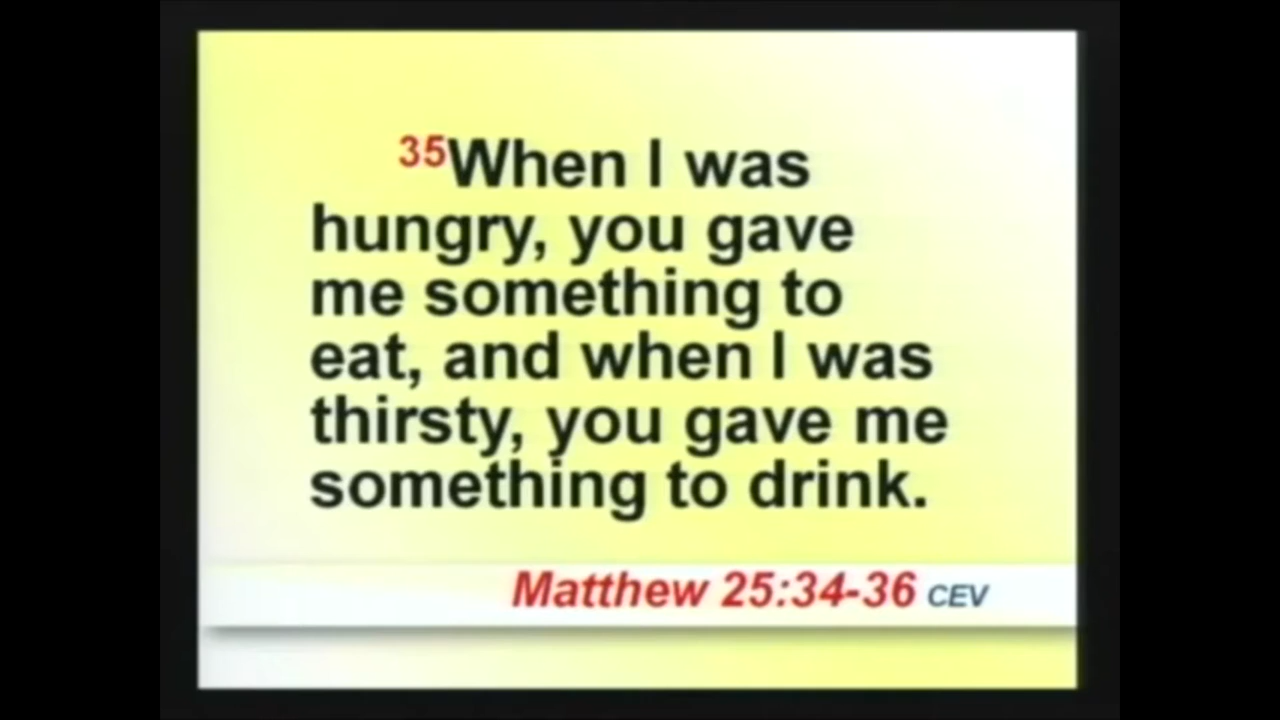 35When I was
hungry, you gave
me something to
eat, and when I was
thirsty, you gave me
something to drink.
Matthew 25:34-36 CEV